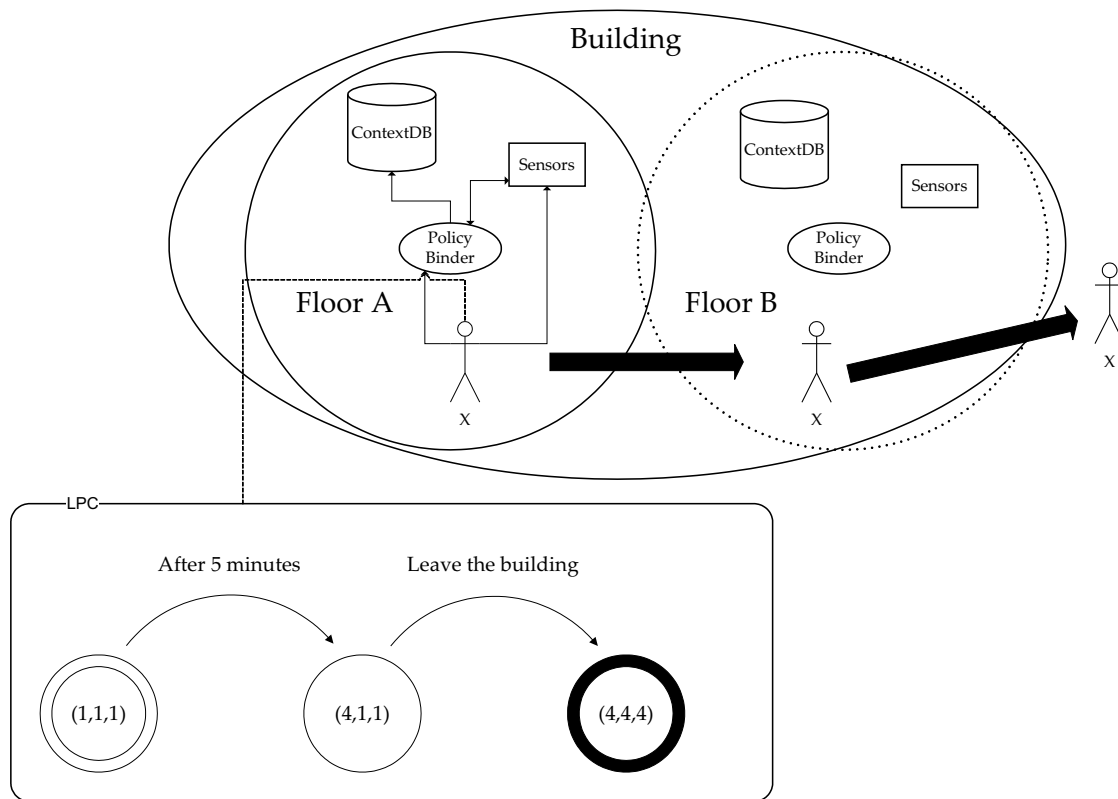 Building
ContextDB
Sensors
Policy
Binder
Floor A
X
ContextDB
Sensors
Policy
Binder
Floor B
X
X
LPC
After 5 minutes
Leave the building
(1,1,1)
(4,1,1)
(4,4,4)